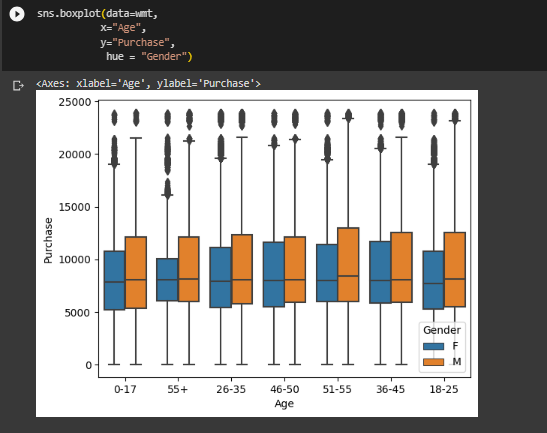 sns.boxplot(data=wmt,
x="Age",
y="Purchase",
hue = "Gender")
<Axes: xlabel='Age', ylabel='Purchase'>
25000
20000
15000
10000
5000
0
Purchase
Gender
F
M
0-17 55+ 26-35 46-50 51-55 36-45 18-25
Age